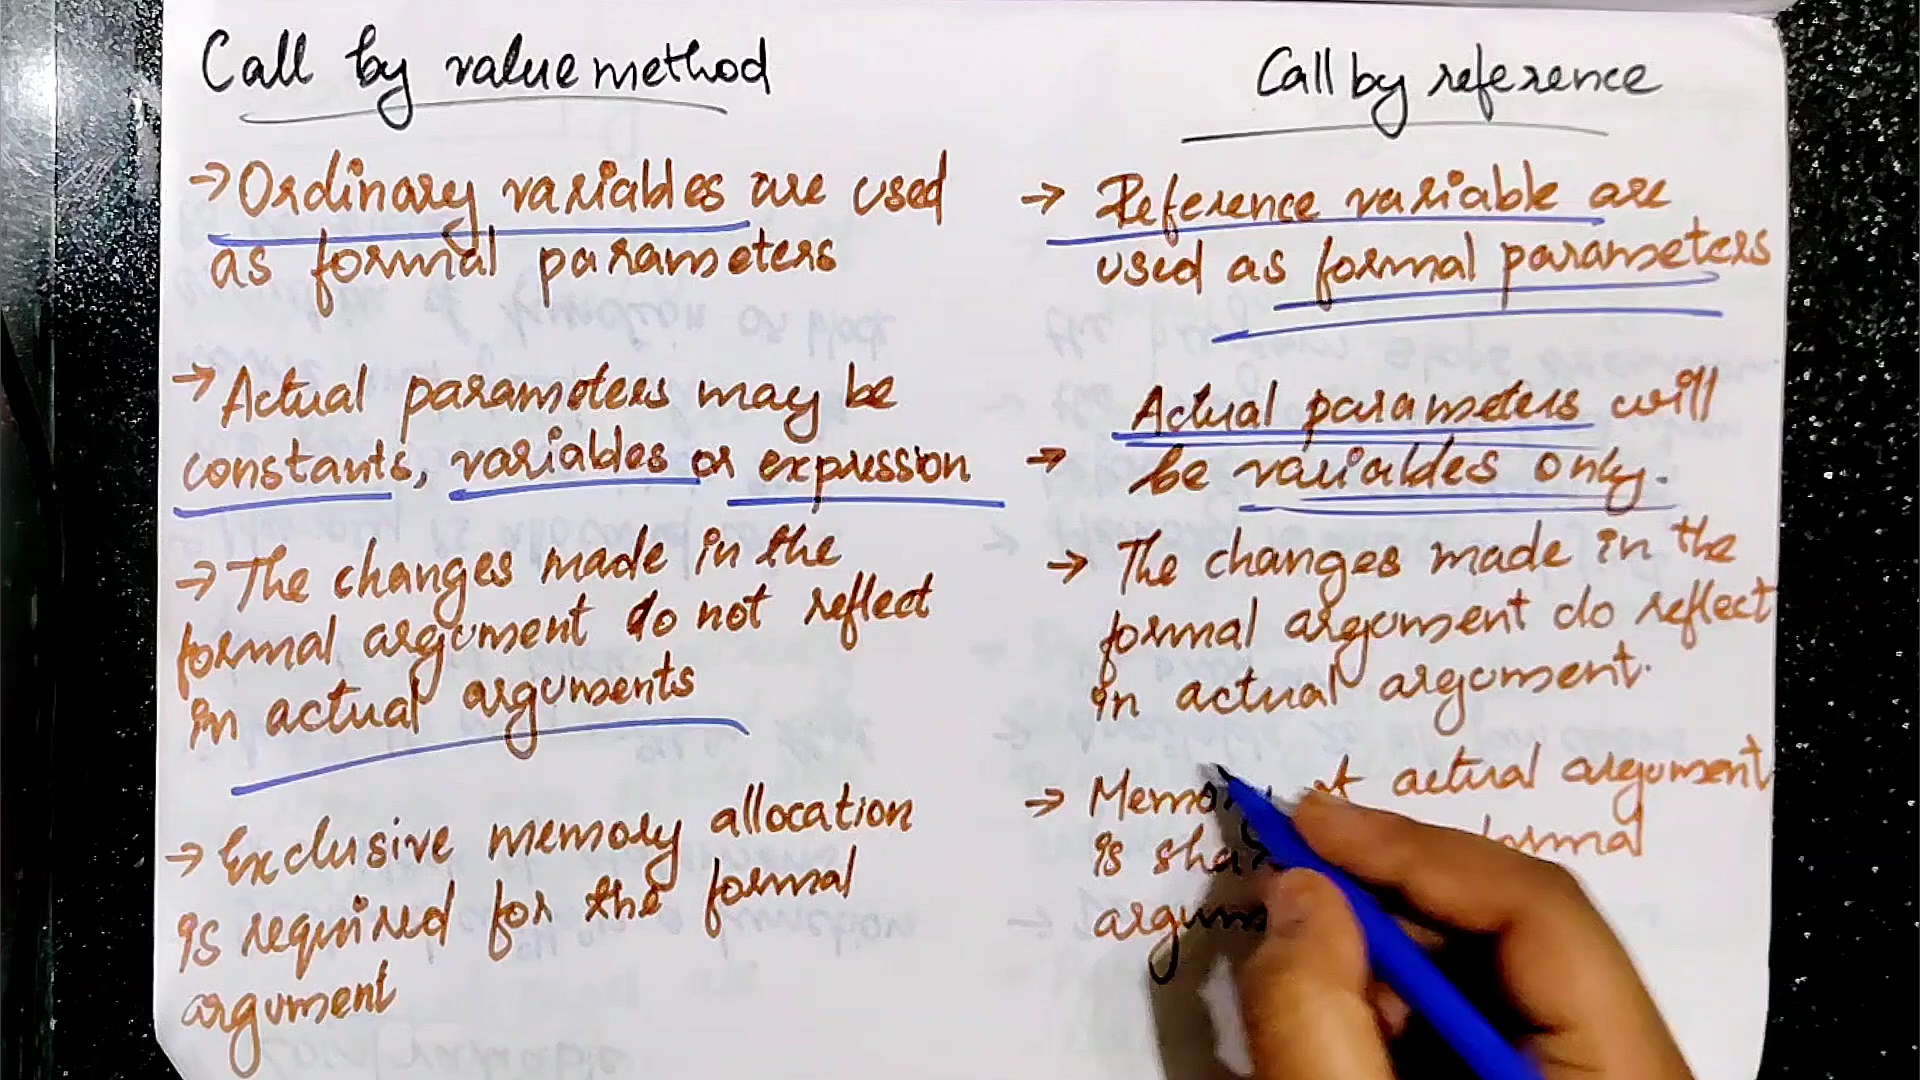 Call by value method
→ Ordinary variables are used
as formal parameters
→ Actual parameters may be
constants, variables or expression
→ The changes made in the
formal argument do not reflect
in actual arguments
→ Exclusive memory allocation
is required for the formal
argument
Call by reference
→ Reference variable are
used as formal parameters
Actual parameters will
→ be variables only.
→ The changes made in the
formal argument do reflect
in actual argument.
→ Memory of actual argument
is formal